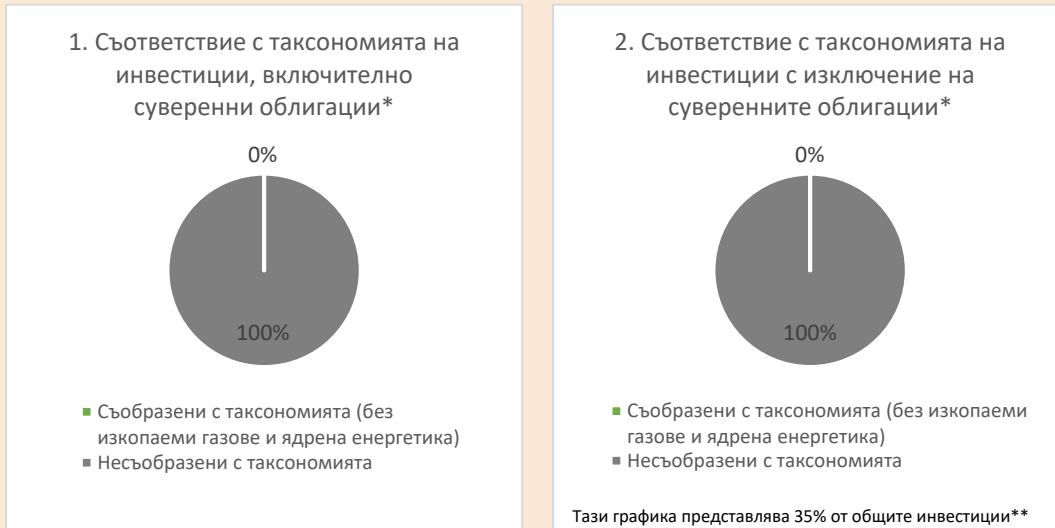 1. Съответствие с таксономията на
инвестиции, включително
суверенни облигации*
0%
100%
Съобразени с таксономията (без
изкопаеми газове и ядрена енергетика)
Несъобразени с таксономията
2. Съответствие с таксономията на
инвестиции с изключение на
суверенните облигации*
0%
100%
Съобразени с таксономията (без изкопаеми
газове и ядрена енергетика)
Несъобразени с таксономията
Тази графика представлява 35% от общите инвестиции**